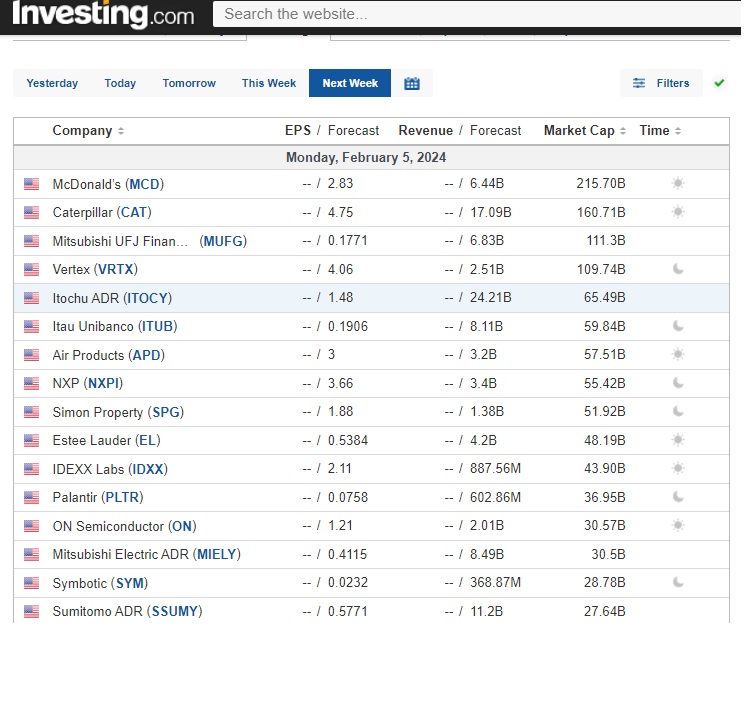 Investing.com Search the website...
Yesterday Today Tomorrow This Week Next Week Filters
Company EPS / Forecast Revenue / Forecast Market Cap Time
Monday, February 5, 2024
McDonald's (MCD) -- / 2.83 -- / 6.44B 215.70B
Caterpillar (CAT) -- / 4.75 -- / 17.09B 160.71B
Mitsubishi UFJ Finan... (MUFG) -- / 0.1771 -- / 6.83B 111.3B
Vertex (VRTX) -- / 4.06 -- / 2.51B 109.74B
Itochu ADR (ITOCY) -- / 1.48 -- / 24.21B 65.49B
Itau Unibanco (ITUB) -- / 0.1906 -- / 8.11B 59.84B
Air Products (APD) -- / 3 -- / 3.2B 57.51B
NXP (NXPI) -- / 3.66 -- / 3.4B 55.42B
Simon Property (SPG) -- / 1.88 -- / 1.38B 51.92B
Estee Lauder (EL) -- / 0.5384 -- / 4.2B 48.19B
IDEXX Labs (IDXX) -- / 2.11 -- / 887.56M 43.90B
Palantir (PLTR) -- / 0.0758 -- / 602.86M 36.95B
ON Semiconductor (ON) -- / 1.21 -- / 2.01B 30.57B
Mitsubishi Electric ADR (MIELY) -- / 0.4115 -- / 8.49B 30.5B
Symbotic (SYM) -- / 0.0232 -- / 368.87M 28.78B
Sumitomo ADR (SSUMY) -- / 0.5771 -- / 11.2B 27.64B